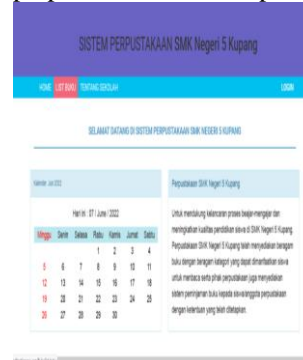 SISTEM PERPUSTAKAAN SMK Negeri 5 Kupang
HOME LIST BUKU TENTANG SEKOLAH LOGIN
SELAMAT DATANG DI SISTEM PERPUSTAKAAN SMK NEGERI 5 KUPANG
Kalender Juni 2022
Hari ini : 07 / June / 2022
Minggu Senin Selasa Rabu Kamis Jumat Sabtu
1 2 3 4
5 6 7 8 9 10 11
12 13 14 15 16 17 18
19 20 21 22 23 24 25
26 27 28 29 30
Perpustakaan SMK Negeri 5 Kupang
Untuk mendukung kelancaran proses belajar-mengajar dan
meningkatkan kualitas pendidikan siswa di SMK Negeri 5 Kupang.
Perpustakaan SMK Negeri 5 Kupang telah menyediakan beragam
buku dengan beragam kategori yang dapat dimanfaatkan siswa
untuk membaca serta pihak perpustakaan juga menyediakan
sistem peminjaman buku kepada siswa/anggota perpustakaan
dengan ketentuan yang telah ditetapkan.